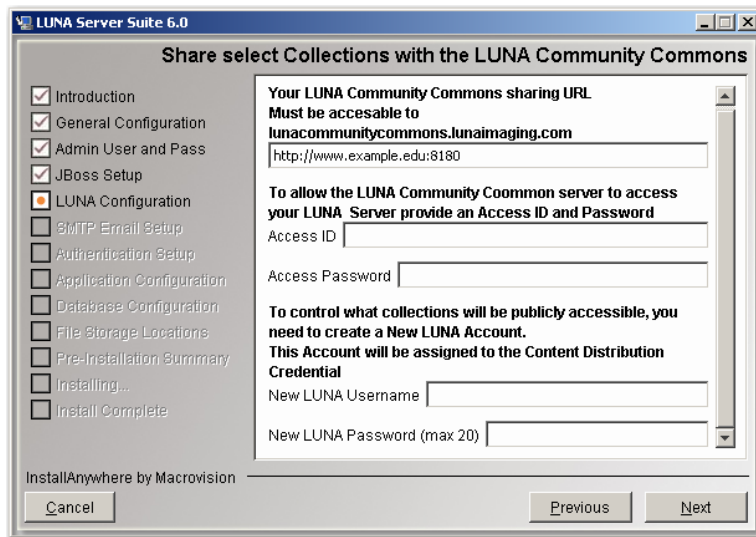 LUNA Server Suite 6.0
Share select Collections with the LUNA Community Commons
Introduction
General Configuration
Admin User and Pass
JBoss Setup
LUNA Configuration
SMTP Email Setup
Authentication Setup
Application Configuration
Database Configuration
File Storage Locations
Pre-Installation Summary
Installing...
Install Complete
Your LUNA Community Commons sharing URL
Must be accesable to
lunacommunitycommons.lunaimaging.com
http://www.example.edu:8180
To allow the LUNA Community Coommon server to access
your LUNA Server provide an Access ID and Password
Access ID
Access Password
To control what collections will be publicly accessible, you
need to create a New LUNA Account.
This Account will be assigned to the Content Distribution
Credential
New LUNA Username
New LUNA Password (max 20)
InstallAnywhere by Macrovision
Cancel
Previous
Next